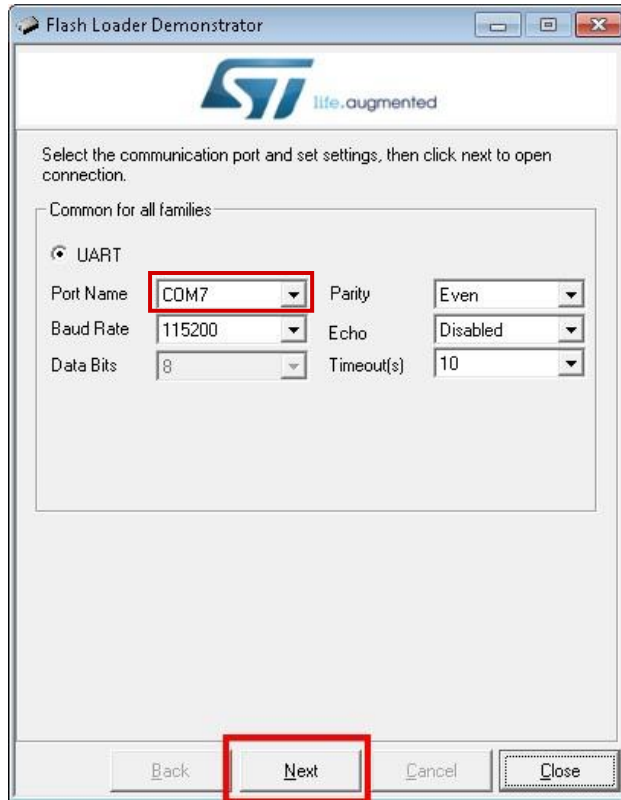 Flash Loader Demonstrator
life.augmented
Select the communication port and set settings, then click next to open
connection.
Common for all families
UART
Port Name COM7 Parity Even
Baud Rate 115200 Echo Disabled
Data Bits 8 Timeout(s) 10
Back Next Cancel Close